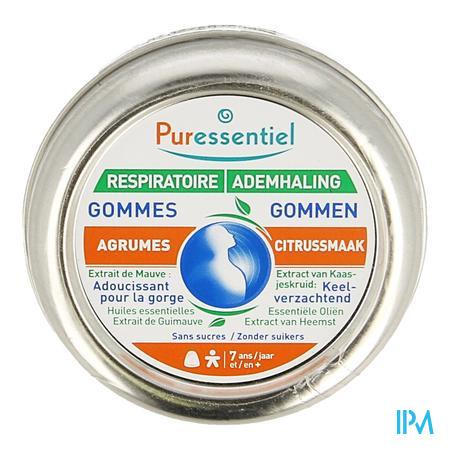 Puressentiel
RESPIRATOIRE ADEMHALING
GOMMES GOMMEN
AGRUMES CITRUSSMAAK
Extrait de Mauve :
Adoucissant
pour la gorge
Huiles essentielles
Extrait de Guimauve
Extract van Kaas-
jeskruid: Keel-
verzachtend
Essentiële Oliën
Extract van Heemst
Sans sucres / Zonder suikers
7 ans/jaar
et/en +
IPM